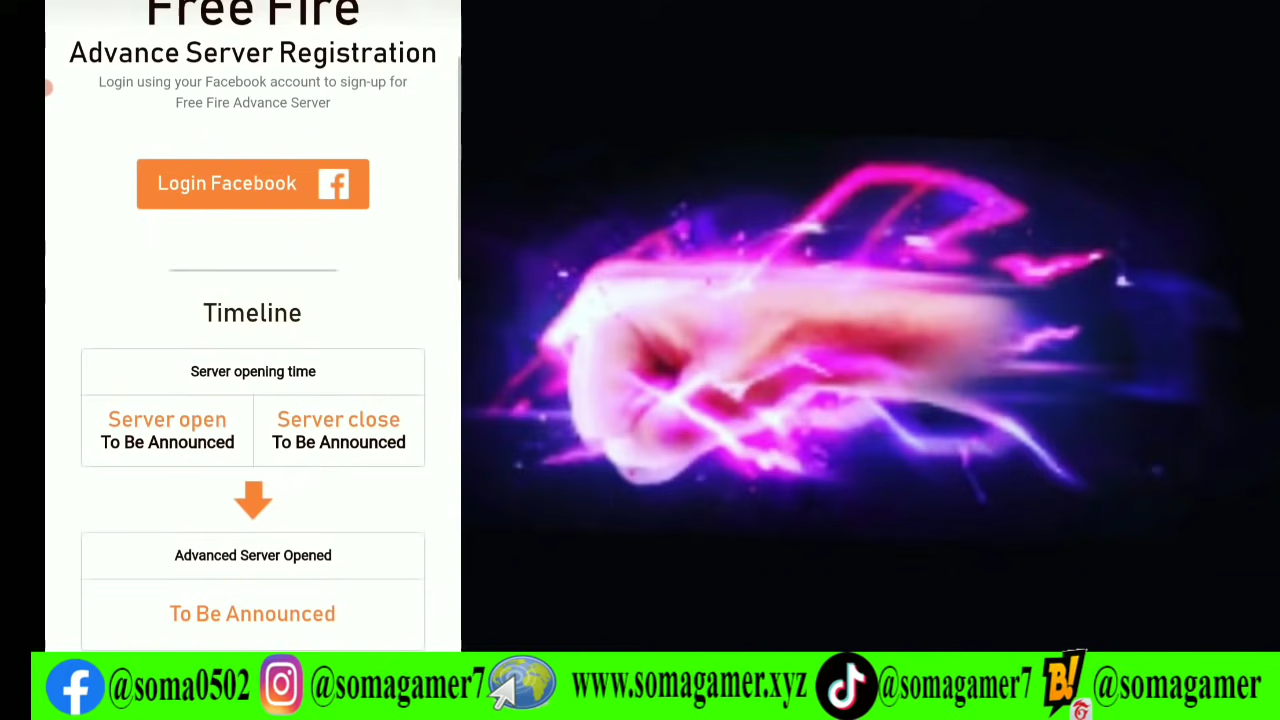 Free Fire
Advance Server Registration
Login using your Facebook account to sign-up for
Free Fire Advance Server
Login Facebook
Timeline
Server opening time
Server open
To Be Announced
Server close
To Be Announced
Advanced Server Opened
To Be Announced
@soma0502 @somagamer7 www.somagamer.xyz @somagamer7 B! @somagamer